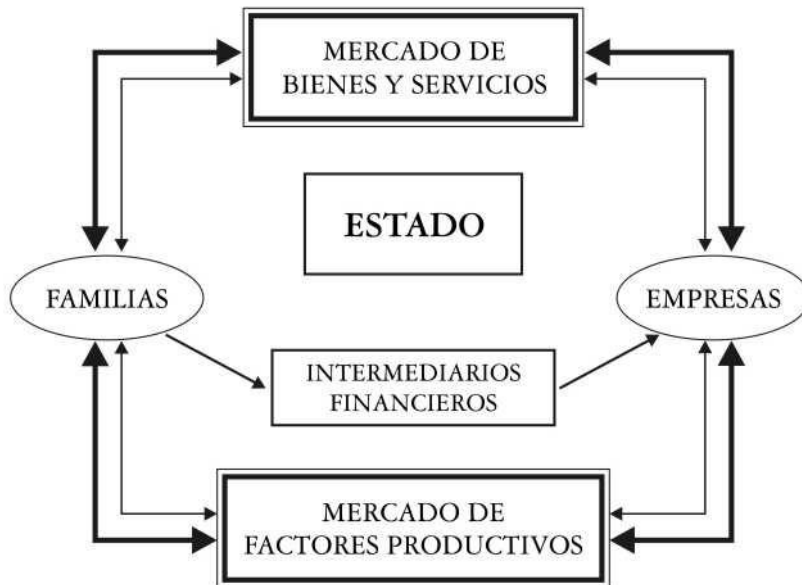 MERCADO DE
BIENES Y SERVICIOS
ESTADO
FAMILIAS
EMPRESAS
INTERMEDIARIOS
FINANCIEROS
MERCADO DE
FACTORES PRODUCTIVOS